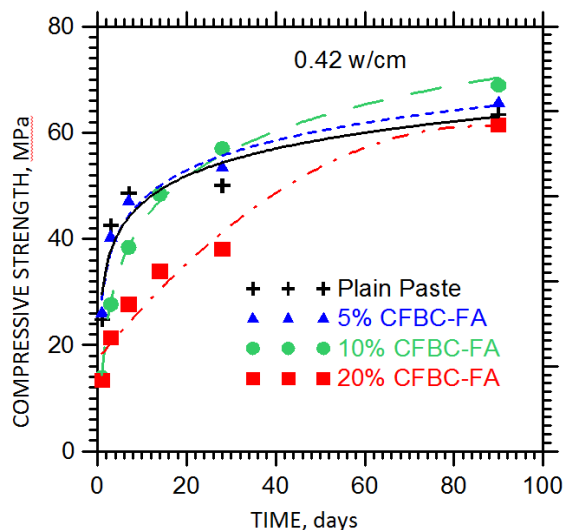 80
0.42 w/cm
60
40
20
0
COMPRESSIVE STRENGTH, MPa
Plain Paste
5% CFBC-FA
10% CFBC-FA
20% CFBC-FA
0 20 40 60 80 100
TIME, days